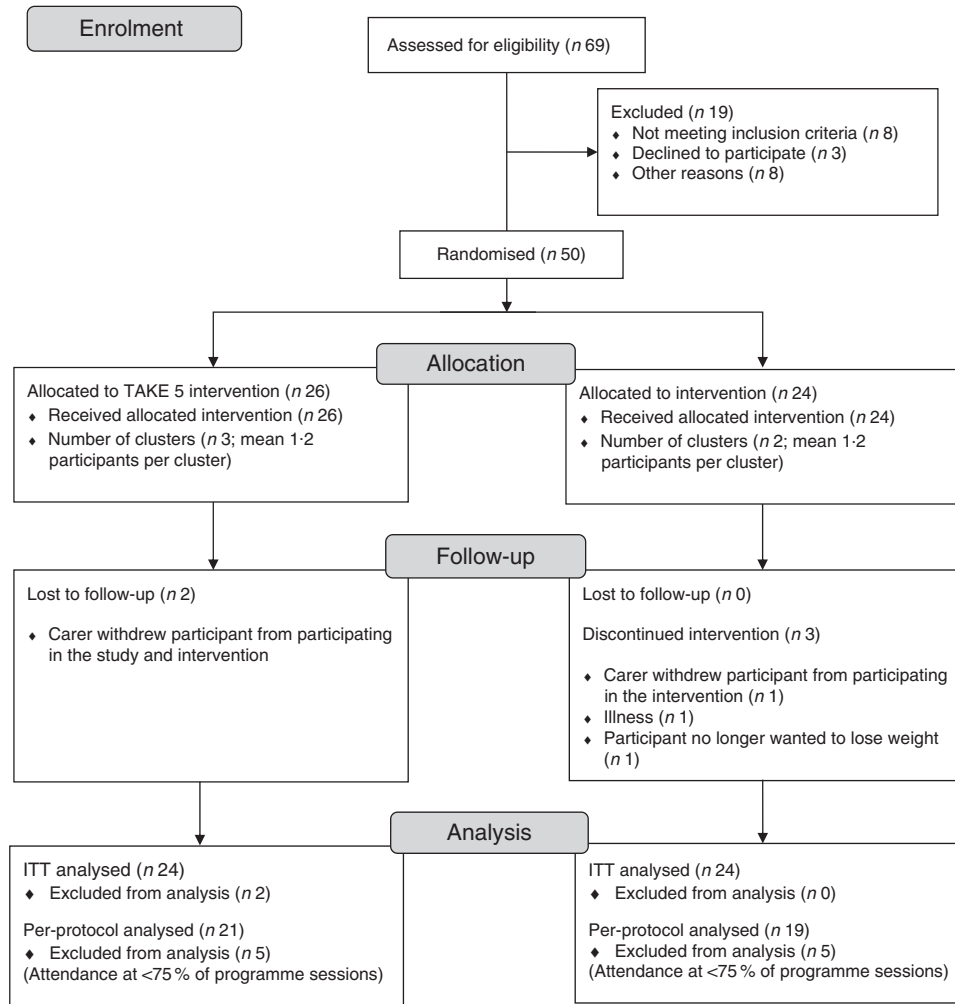 Enrolment
Assessed for eligibility (n 69)
Excluded (n 19)
♦ Not meeting inclusion criteria (n 8)
♦ Declined to participate (n 3)
♦ Other reasons (n 8)
Randomised (n 50)
Allocation
Allocated to TAKE 5 intervention (n 26)
♦ Received allocated intervention (n 26)
♦ Number of clusters (n 3; mean 1·2
participants per cluster)
Allocated to intervention (n 24)
♦ Received allocated intervention (n 24)
♦ Number of clusters (n 2; mean 1·2
participants per cluster)
Follow-up
Lost to follow-up (n 2)
♦ Carer withdrew participant from participating
in the study and intervention
Lost to follow-up (n 0)
Discontinued intervention (n 3)
♦ Carer withdrew participant from participating
in the intervention (n 1)
♦ Illness (n 1)
♦ Participant no longer wanted to lose weight
(n 1)
Analysis
ITT analysed (n 24)
♦ Excluded from analysis (n 2)
Per-protocol analysed (n 21)
♦ Excluded from analysis (n 5)
(Attendance at <75 % of programme sessions)
ITT analysed (n 24)
♦ Excluded from analysis (n 0)
Per-protocol analysed (n 19)
♦ Excluded from analysis (n 5)
(Attendance at <75 % of programme sessions)